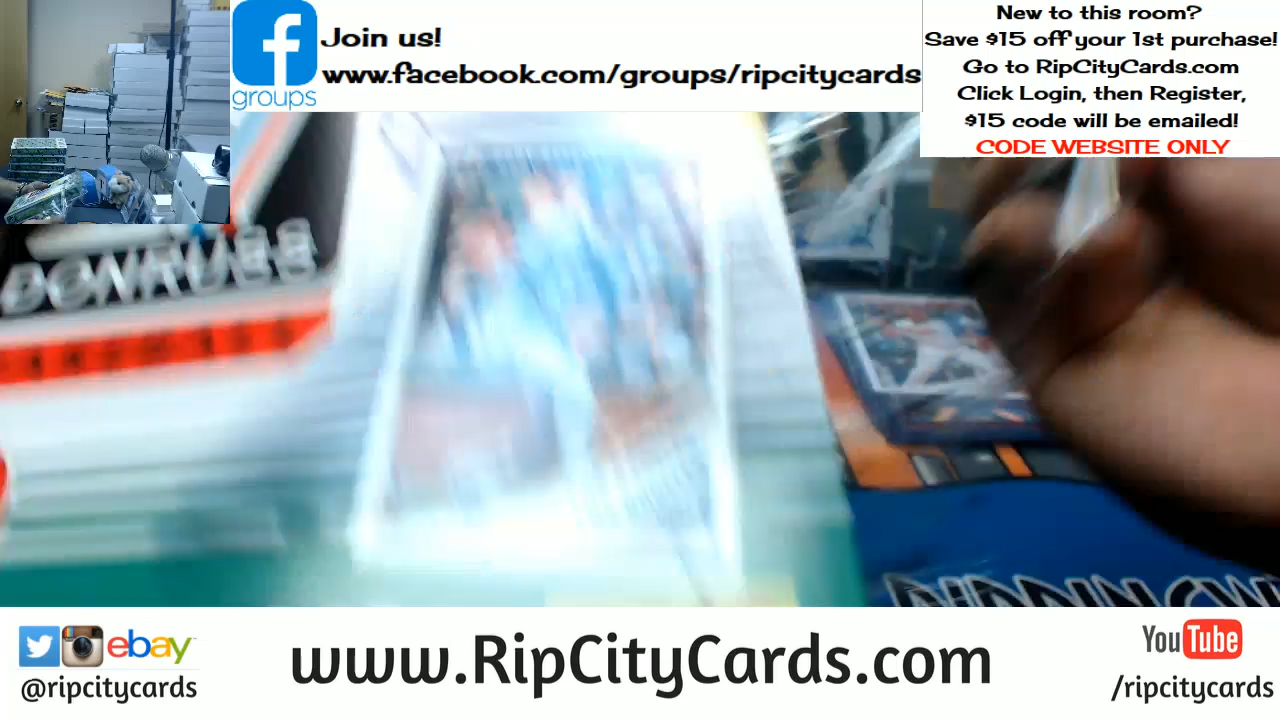 groups
Join us!
www.facebook.com/groups/ripcitycards
New to this room?
Save $15 off your 1st purchase!
Go to RipCityCards.com
Click Login, then Register,
$15 code will be emailed!
CODE WEBSITE ONLY
DONRUSS
ebay
@ripcitycards
www.RipCityCards.com
YouTube
/ripcitycards